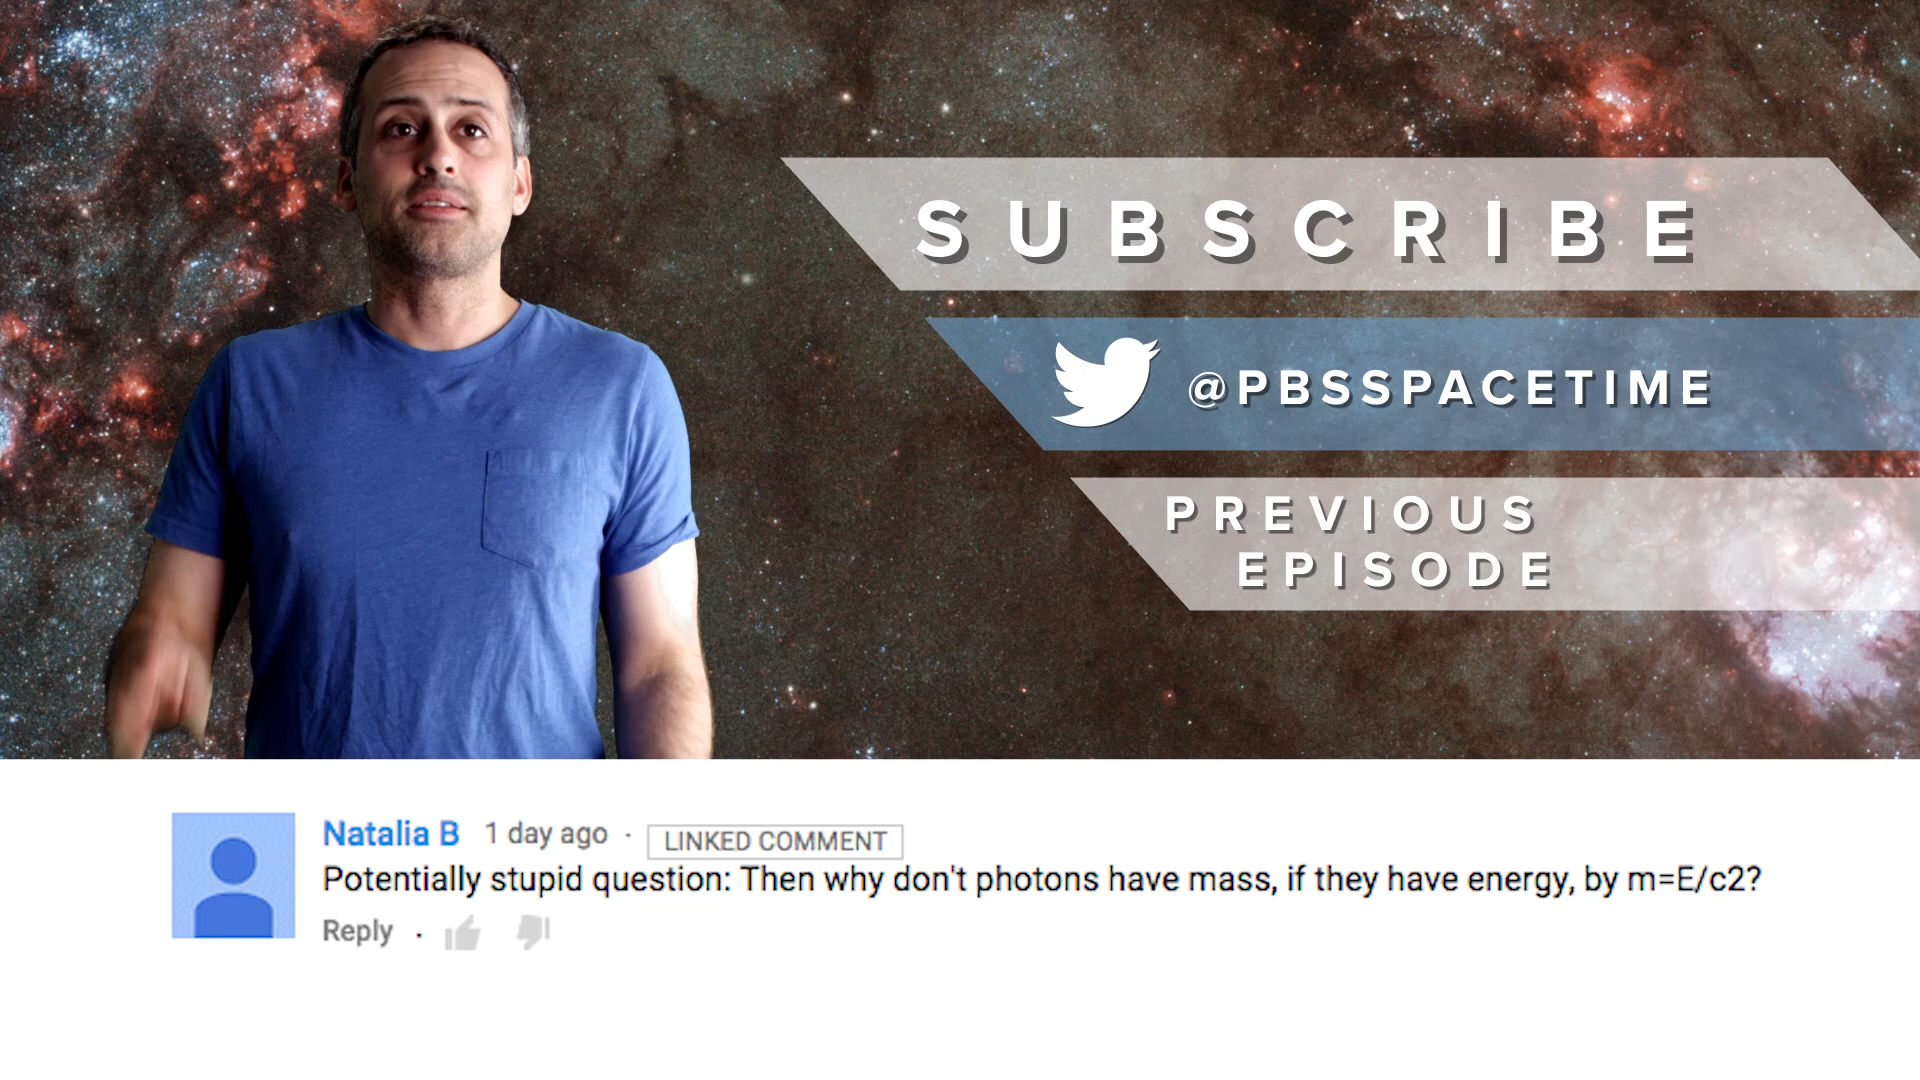 SUBSCRIBE
@PBSSPACETIME
PREVIOUS
EPISODE
Natalia B 1 day ago · LINKED COMMENT
Potentially stupid question: Then why don't photons have mass, if they have energy, by m=E/c2?
Reply ·